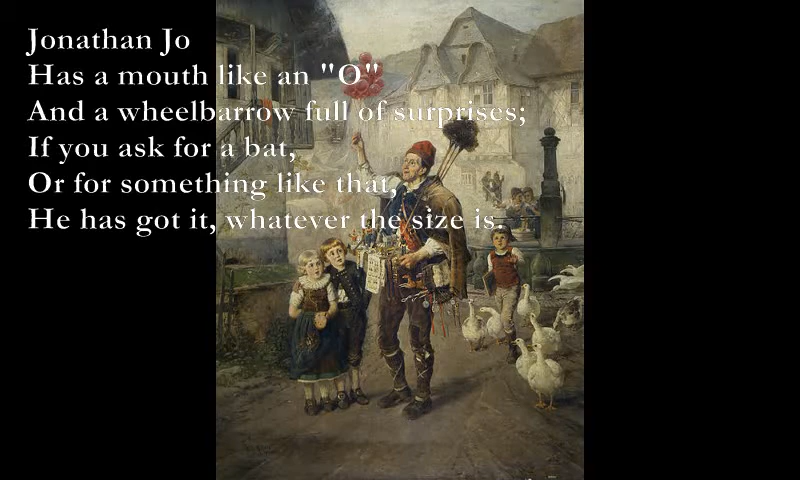 Jonathan Jo
Has a mouth like an "O"
And a wheelbarrow full of surprises;
If you ask for a bat,
Or for something like that,
He has got it, whatever the size is.